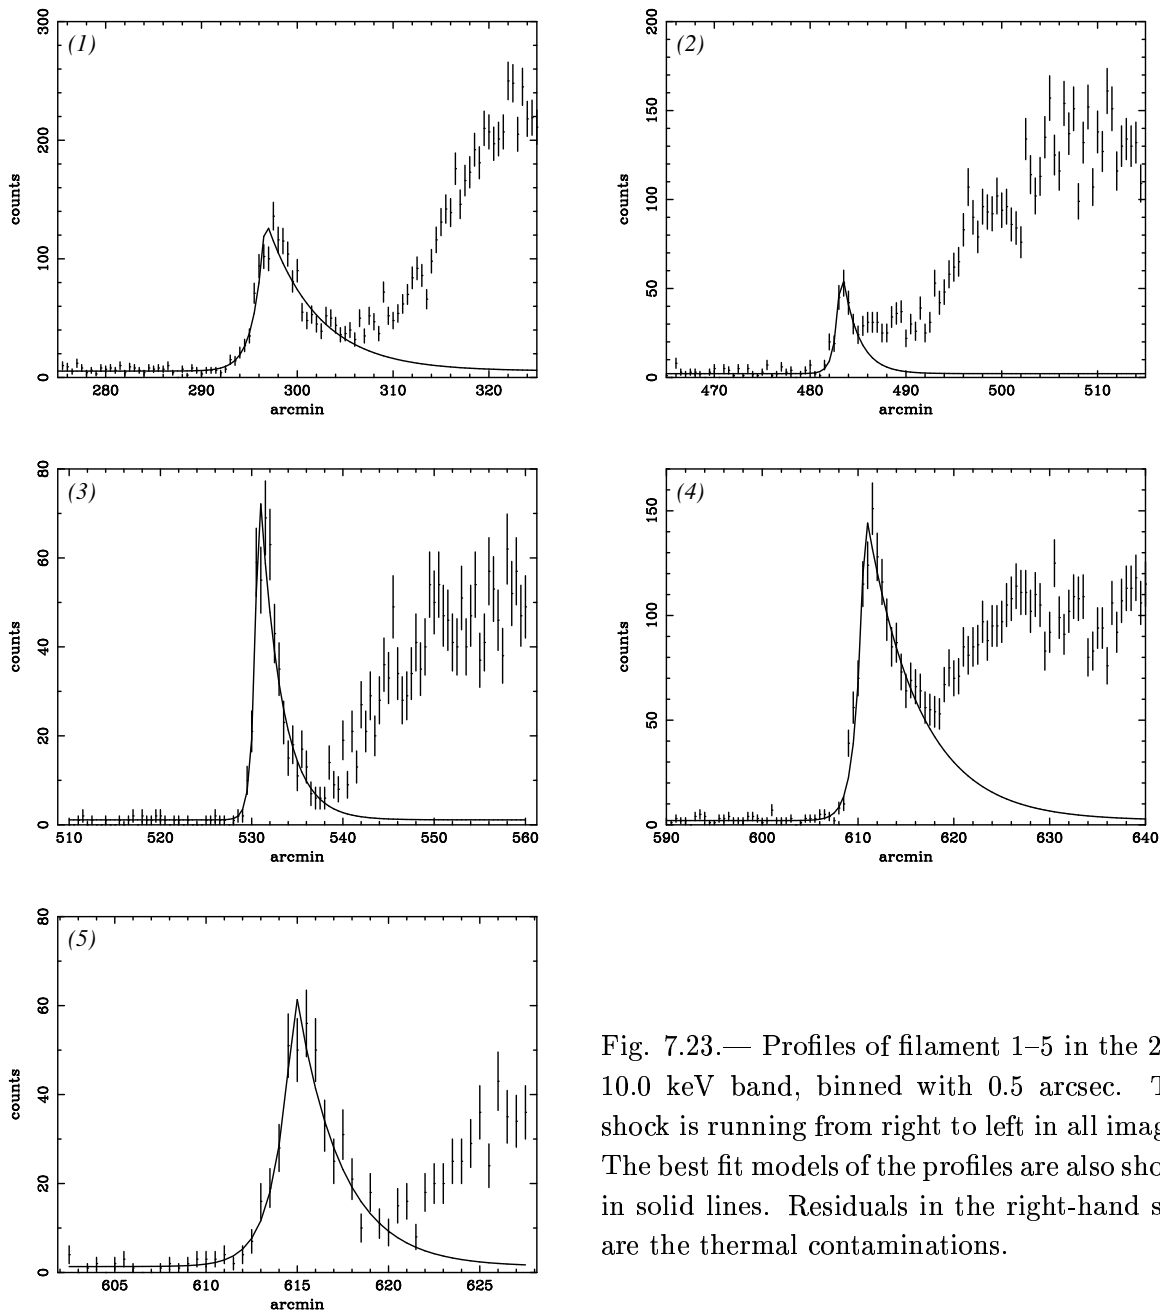 (1)
300
200
100
0
counts
280 290 300 310 320
arcmin
(2)
200
150
100
50
0
counts
470 480 490 500 510
arcmin
(3)
80
60
40
20
0
counts
510 520 530 540 550 560
arcmin
(4)
150
100
50
0
counts
590 600 610 620 630 640
arcmin
(5)
80
60
40
20
0
counts
605 610 615 620 625
arcmin
Fig. 7.23.— Profiles of filament 1–5 in the 2
10.0 keV band, binned with 0.5 arcsec.
shock is running from right to left in all
The best fit models of the profiles are also
in solid lines. Residuals in the right-hand
are the thermal contaminations.